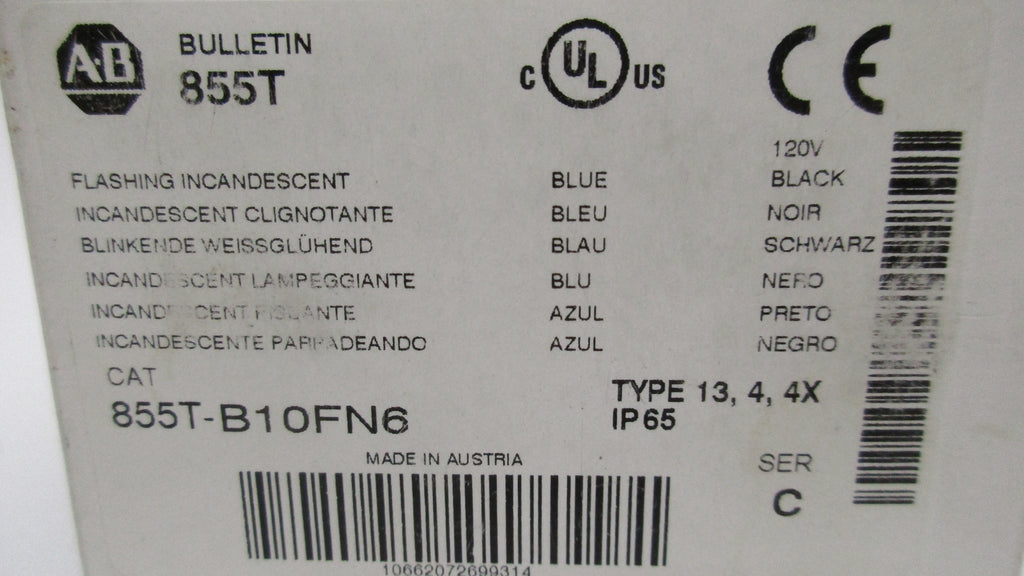 A-B
BULLETIN
855T
C UL US
CE
120V
FLASHING INCANDESCENT BLUE BLACK
INCANDESCENT CLIGNOTANTE BLEU NOIR
BLINKENDE WEISSGLÜHEND BLAU SCHWARZ
INCANDESCENT LAMPEGGIANTE BLU NERO
AZUL PRETO
INCANDESCENTE PARPADEANDO AZUL NEGRO
CAT
855T-B10FN6
TYPE 13, 4, 4X
IP65
MADE IN AUSTRIA
SER
C
10662072699314